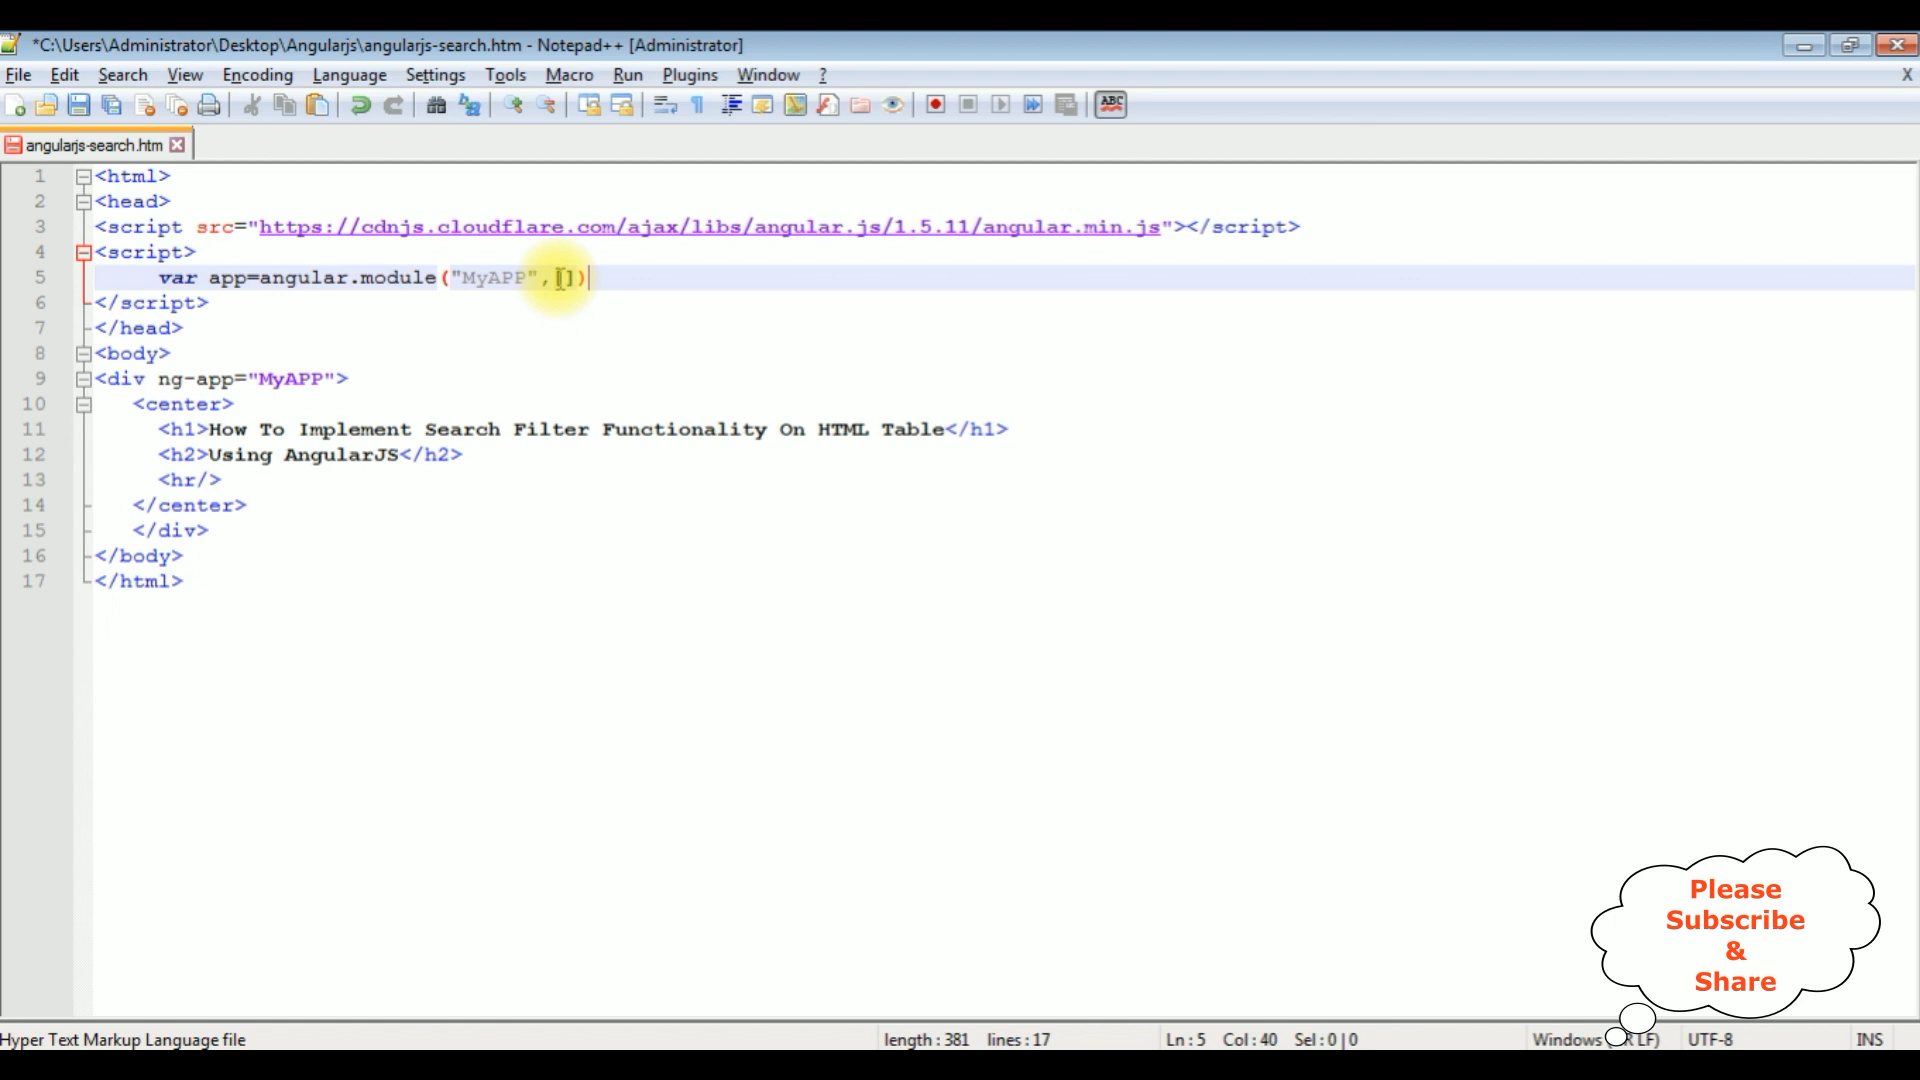 *C:\Users\Administrator\Desktop\Angularjs\angularjs-search.htm - Notepad++ [Administrator]
File Edit Search View Encoding Language Settings Tools Macro Run Plugins Window ? X
ABC
angularjs-search.htm
1 <html>
2 <head>
3 <script src="https://cdnjs.cloudflare.com/ajax/libs/angular.js/1.5.11/angular.min.js"></script>
4 <script>
5 var app=angular.module("MyAPP",[])
6 </script>
7 </head>
8 <body>
9 <div ng-app="MyAPP">
10 <center>
11 <h1>How To Implement Search Filter Functionality On HTML Table</h1>
12 <h2>Using AngularJS</h2>
13 <hr/>
14 </center>
15 </div>
16 </body>
17 </html>
Please
Subscribe
&
Share
Hyper Text Markup Language file length : 381 lines : 17 Ln : 5 Col : 40 Sel : 0 | 0 Windows LF) UTF-8 INS